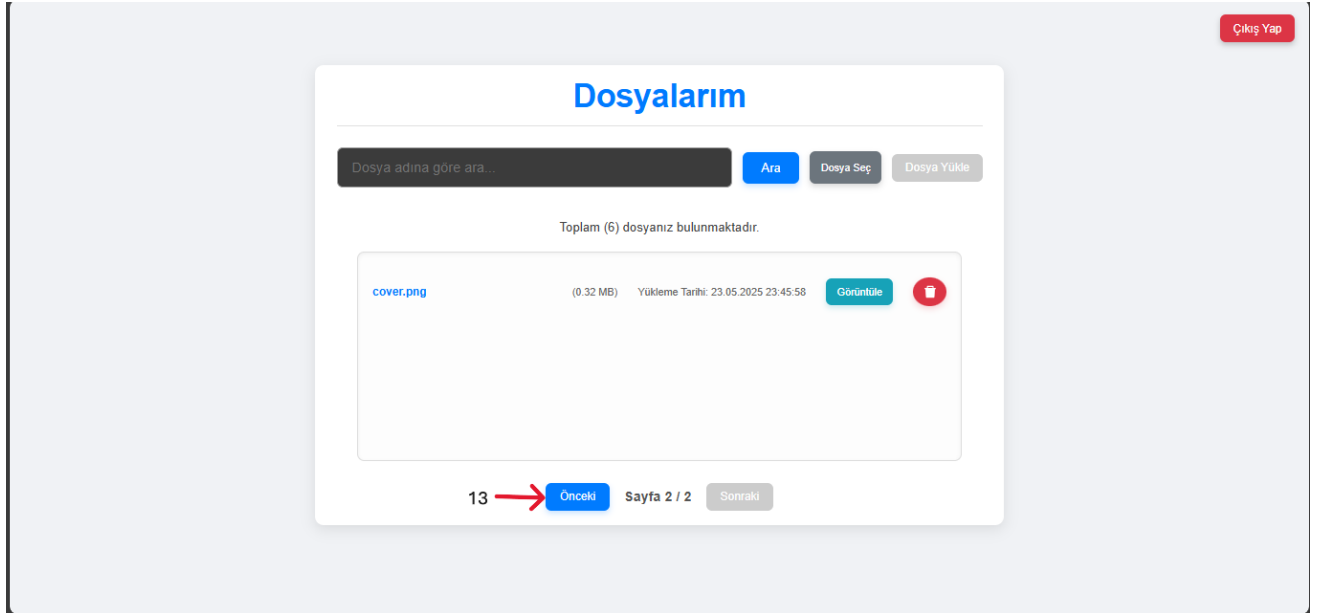 Çıkış Yap
Dosyalarım
Dosya adına göre ara... Ara Dosya Seç Dosya Yükle
Toplam (6) dosyanız bulunmaktadır.
cover.png (0.32 MB) Yükleme Tarihi: 23.05.2025 23:45:58 Görüntüle
13 Önceki Sayfa 2 / 2 Sonraki